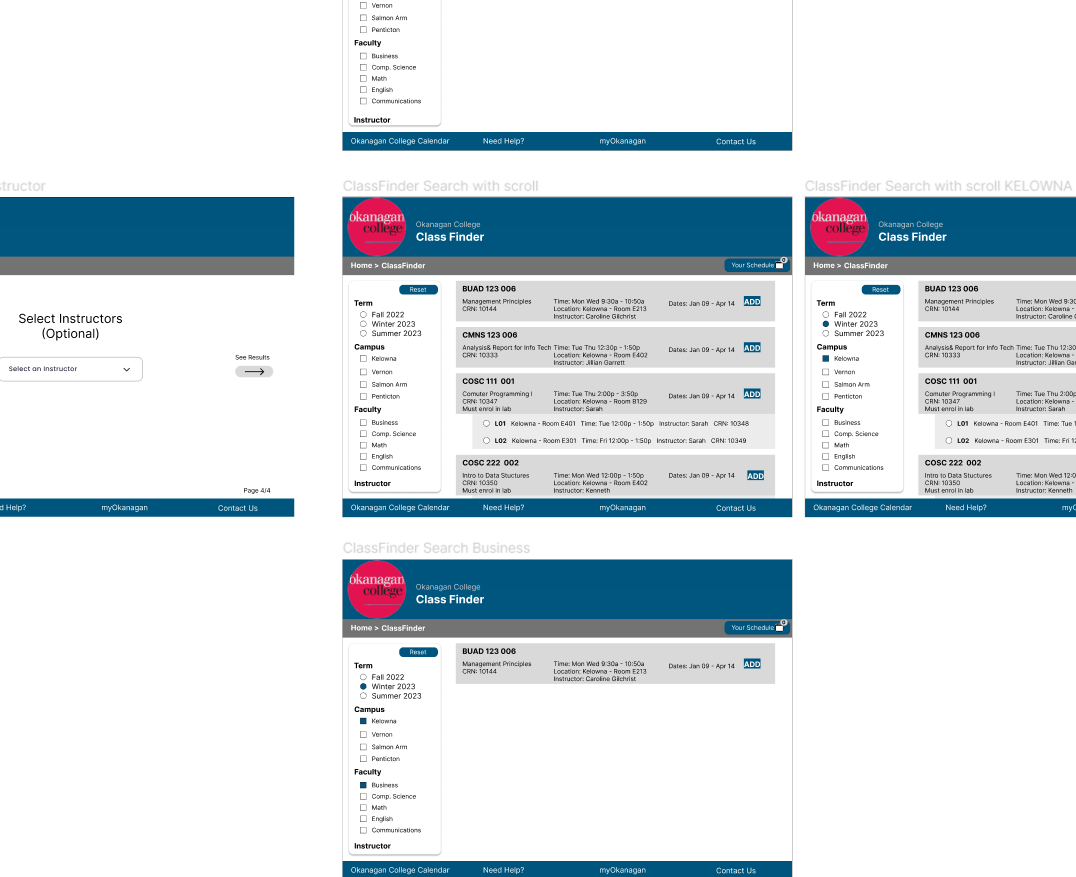 Vernon
Salmon Arm
Penticton
Faculty
Business
Comp. Science
Math
English
Communications
Instructor
Okanagan College Calendar Need Help? myOkanagan Contact Us
structor
Select Instructors
(Optional)
Select an Instructor
See Results
Page 4/4
d Help? myOkanagan Contact Us
ClassFinder Search with scroll
okanagan
college
Okanagan College
Class Finder
Home > ClassFinder
Your Schedule 0
Reset
Term
Fall 2022
Winter 2023
Summer 2023
Campus
Kelowna
Vernon
Salmon Arm
Penticton
Faculty
Business
Comp. Science
Math
English
Communications
Instructor
BUAD 123 006
Management Principles Time: Mon Wed 9:30a - 10:50a Dates: Jan 09 - Apr 14 ADD
CRN: 10144 Location: Kelowna - Room E213
Instructor: Caroline Gilchrist
CMNS 123 006
Analysis& Report for Info Tech Time: Tue Thu 12:30p - 1:50p Dates: Jan 09 - Apr 14 ADD
CRN: 10333 Location: Kelowna - Room E402
Instructor: Jillian Garrett
COSC 111 001
Comuter Programming I Time: Tue Thu 2:00p - 3:50p Dates: Jan 09 - Apr 14 ADD
CRN: 10347 Location: Kelowna - Room B129
Must enrol in lab Instructor: Sarah
L01 Kelowna - Room E401 Time: Tue 12:00p - 1:50p Instructor: Sarah CRN: 10348
L02 Kelowna - Room E301 Time: Fri 12:00p - 1:50p Instructor: Sarah CRN: 10349
COSC 222 002
Intro to Data Stuctures Time: Mon Wed 12:00p - 1:50p Dates: Jan 09 - Apr 14 ADD
CRN: 10350 Location: Kelowna - Room E402
Must enrol in lab Instructor: Kenneth
Okanagan College Calendar Need Help? myOkanagan Contact Us
ClassFinder Search with scroll KELOWNA
okanagan
college
Okanagan College
Class Finder
Home > ClassFinder
Reset
Term
Fall 2022
Winter 2023
Summer 2023
Campus
Kelowna
Vernon
Salmon Arm
Penticton
Faculty
Business
Comp. Science
Math
English
Communications
Instructor
BUAD 123 006
Management Principles Time: Mon Wed 9:30
CRN: 10144 Location: Kelowna -
Instructor: Caroline G
CMNS 123 006
Analysis& Report for Info Tech Time: Tue Thu 12:30
CRN: 10333 Location: Kelowna -
Instructor: Jillian Gar
COSC 111 001
Comuter Programming I Time: Tue Thu 2:00p
CRN: 10347 Location: Kelowna -
Must enrol in lab Instructor: Sarah
L01 Kelowna - Room E401 Time: Tue 1
L02 Kelowna - Room E301 Time: Fri 12
COSC 222 002
Intro to Data Stuctures Time: Mon Wed 12:0
CRN: 10350 Location: Kelowna -
Must enrol in lab Instructor: Kenneth
Okanagan College Calendar Need Help? myO
ClassFinder Search Business
okanagan
college
Okanagan College
Class Finder
Home > ClassFinder
Your Schedule 0
Reset
Term
Fall 2022
Winter 2023
Summer 2023
Campus
Kelowna
Vernon
Salmon Arm
Penticton
Faculty
Business
Comp. Science
Math
English
Communications
Instructor
BUAD 123 006
Management Principles Time: Mon Wed 9:30a - 10:50a Dates: Jan 09 - Apr 14 ADD
CRN: 10144 Location: Kelowna - Room E213
Instructor: Caroline Gilchrist
Okanagan College Calendar Need Help? myOkanagan Contact Us